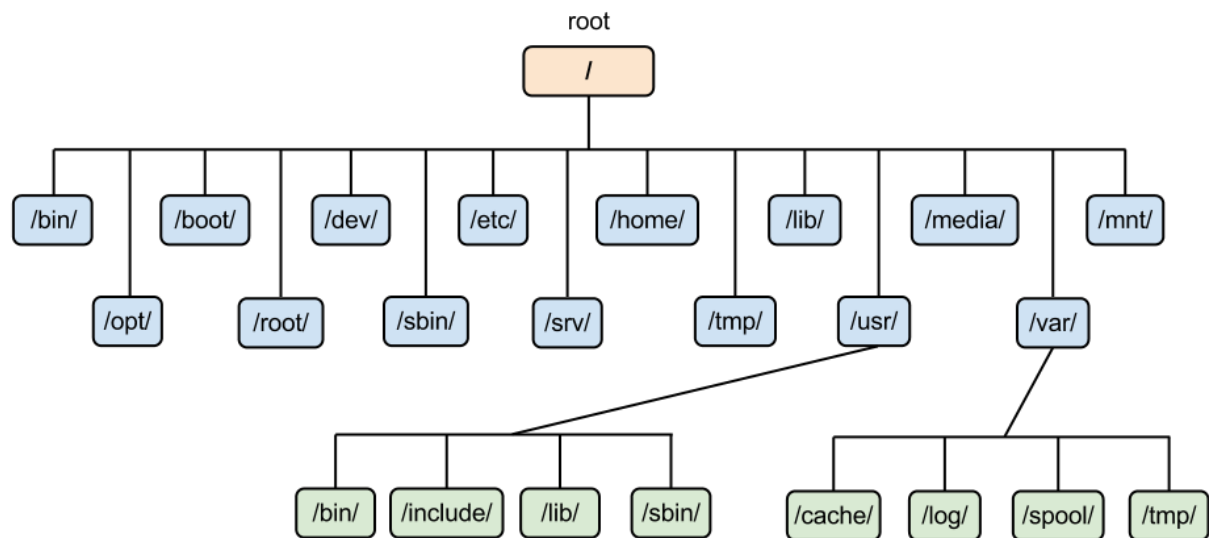 root
/
/bin/ /boot/ /dev/ /etc/ /home/ /lib/ /media/ /mnt/
/opt/ /root/ /sbin/ /srv/ /tmp/ /usr/ /var/
/bin/ /include/ /lib/ /sbin/ /cache/ /log/ /spool/ /tmp/